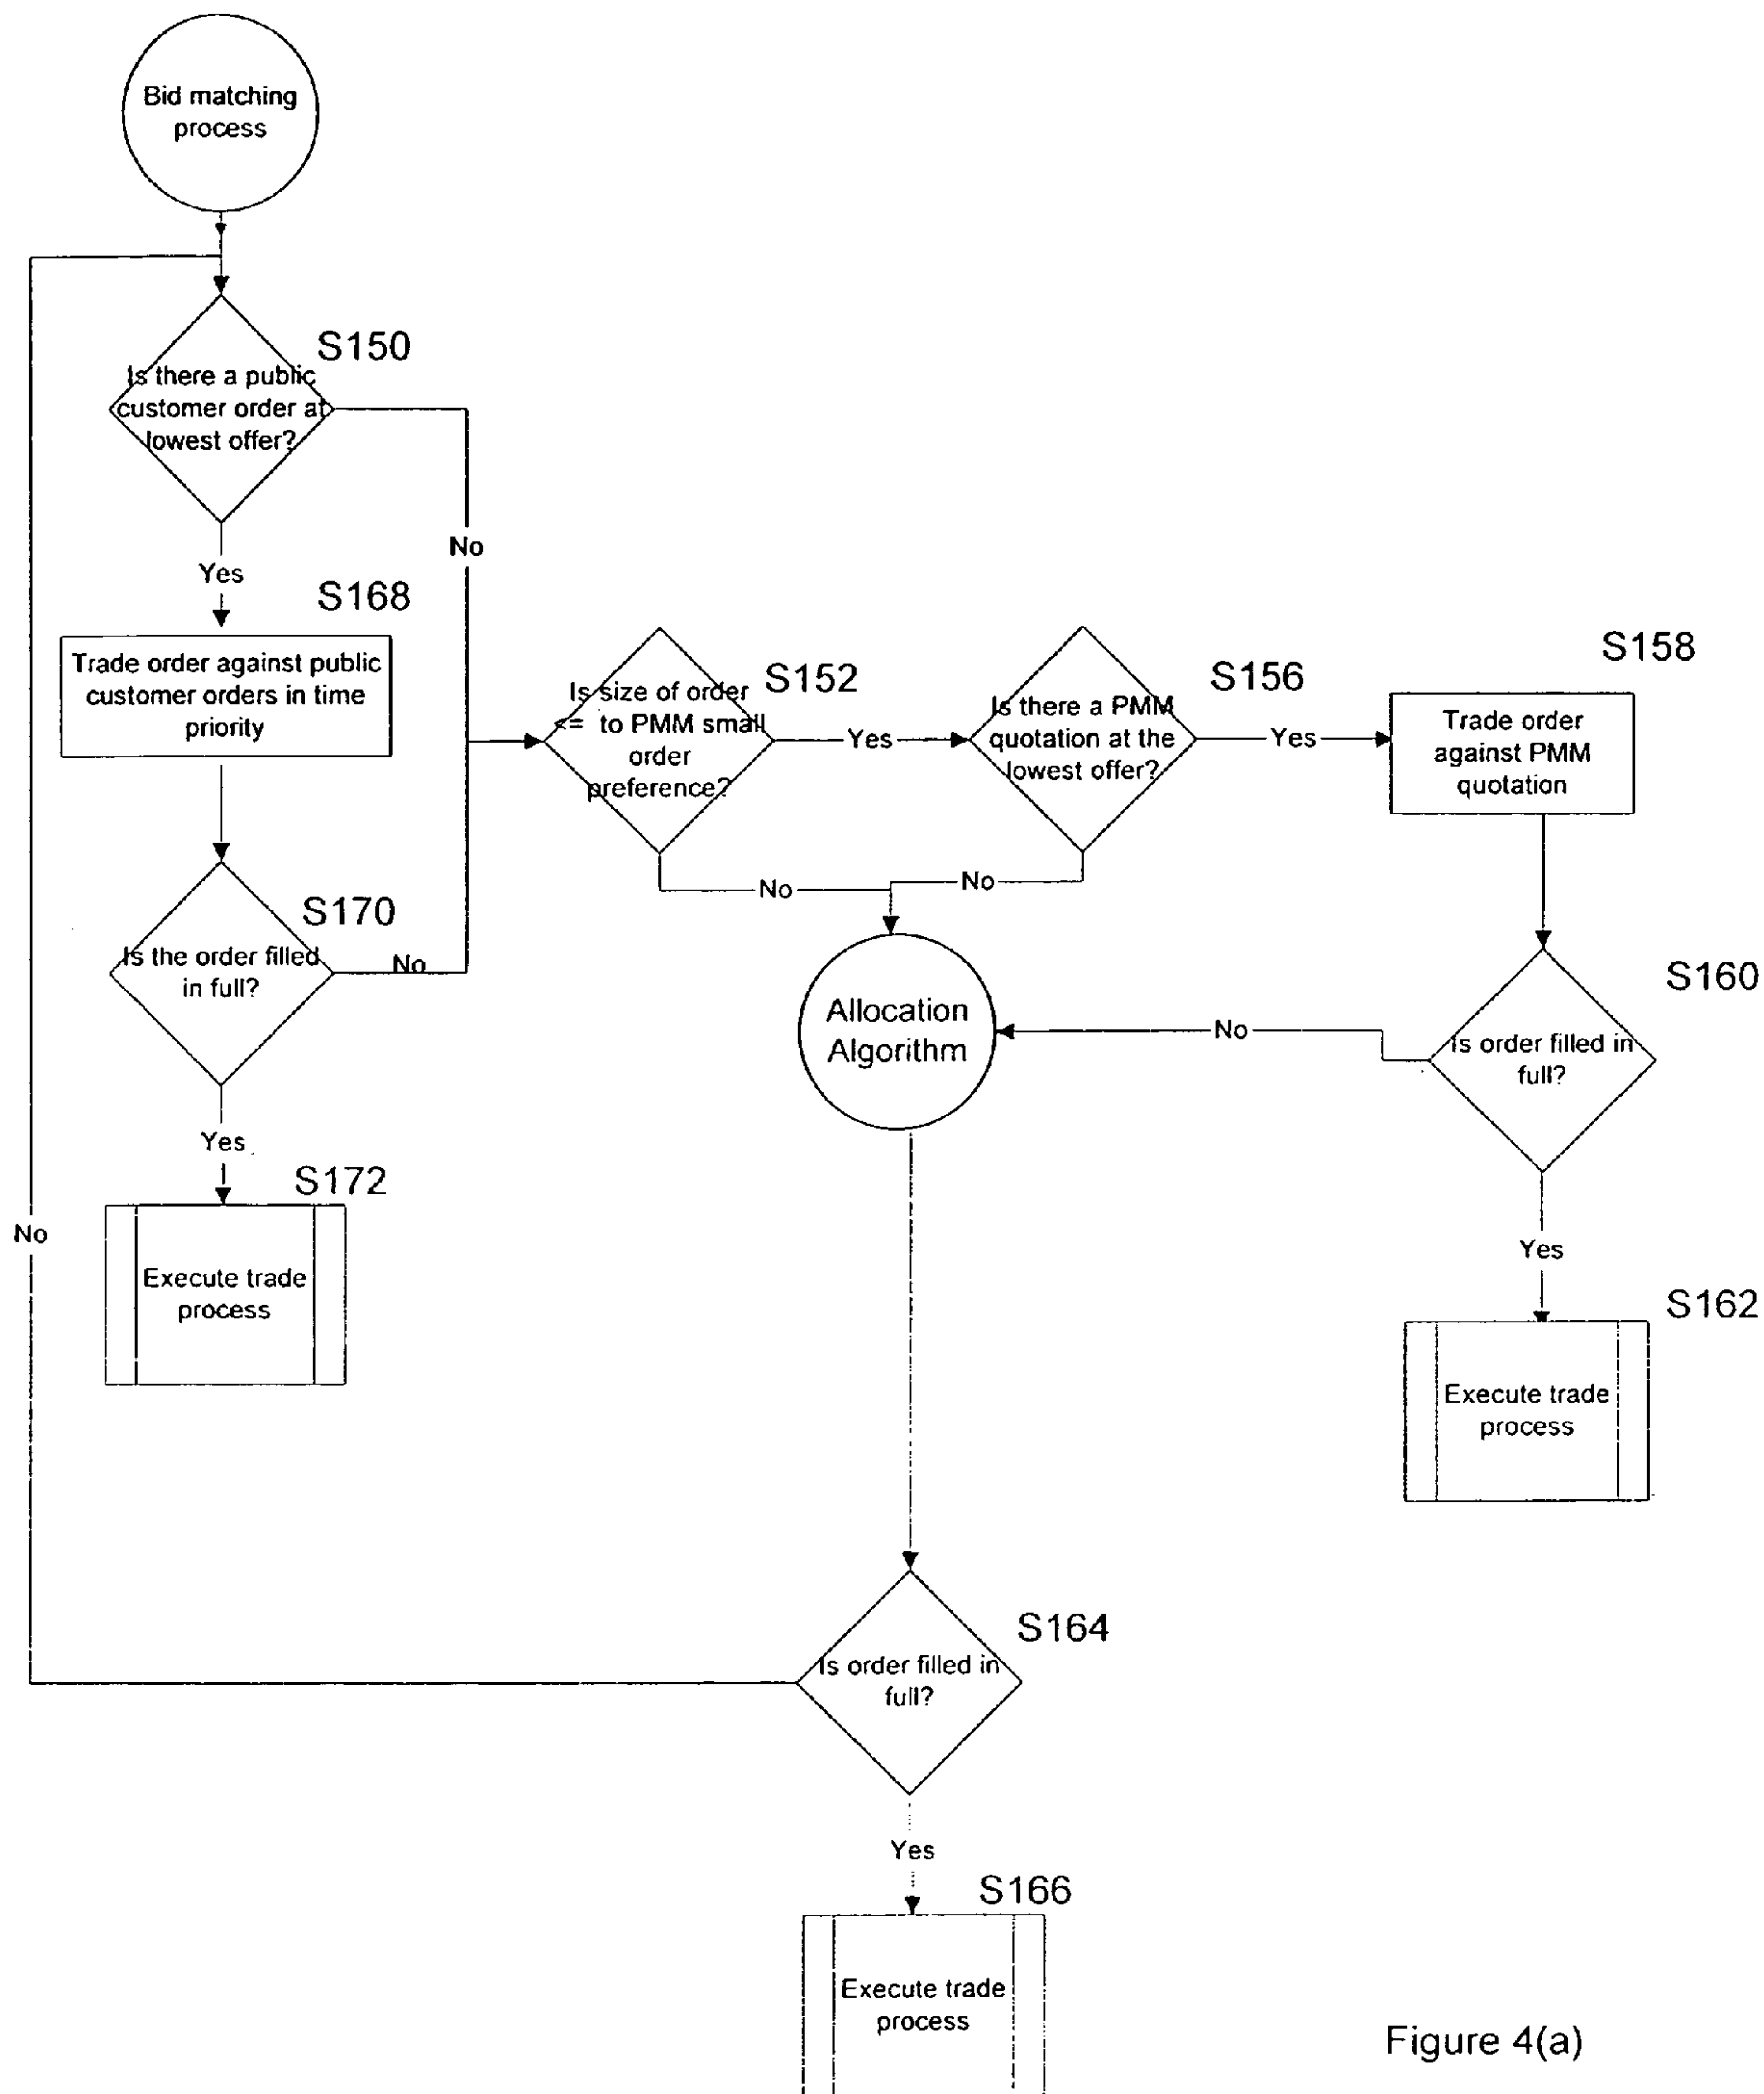 Bid matching
process
S150
Is there a public
customer order at
lowest offer?
No
Yes
S168
Trade order against public
customer orders in time
priority
S152
Is size of order
<= to PMM small
order
preference?
Yes
S156
Is there a PMM
quotation at the
lowest offer?
Yes
S158
Trade order
against PMM
quotation
No
No
S170
Is the order filled
in full?
No
Allocation
Algorithm
S160
Is order filled in
full?
No
Yes
S172
Execute trade
process
No
Yes
S162
Execute trade
process
S164
Is order filled in
full?
Yes
S166
Execute trade
process
Figure 4(a)